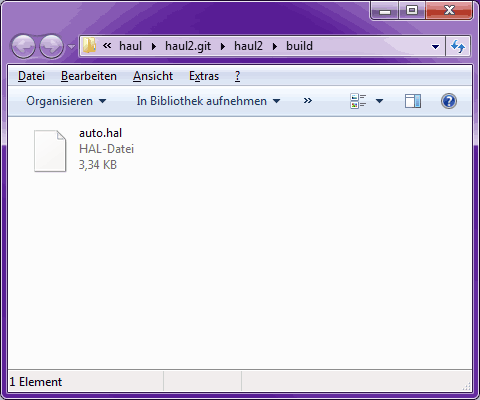 « haul ▸ haul2.git ▸ haul2 ▸ build
Datei Bearbeiten Ansicht Extras ?
Organisieren In Bibliothek aufnehmen »
auto.hal
HAL-Datei
3,34 KB
1 Element